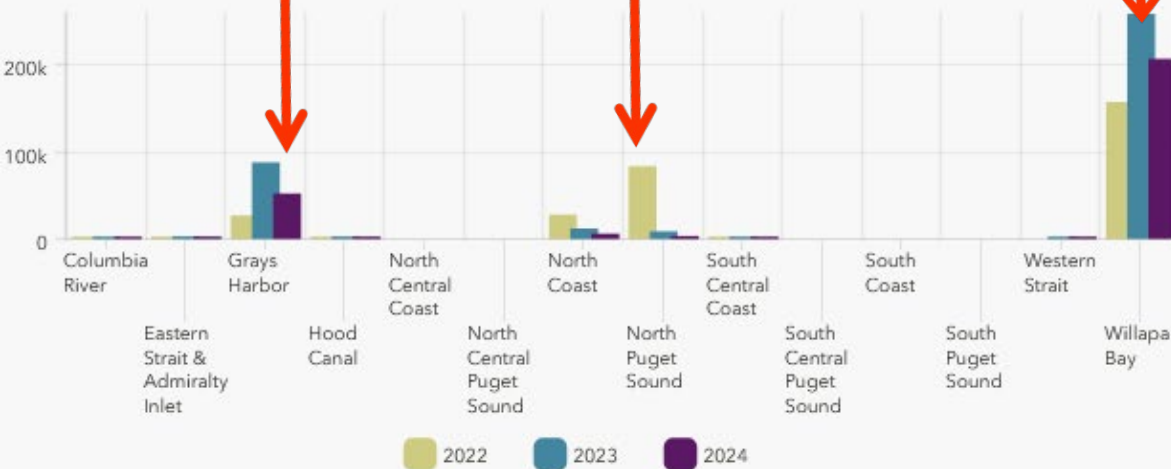 200k
100k
0
Columbia
River
Eastern
Strait &
Admiralty
Inlet
Grays
Harbor
Hood
Canal
North
Central
Coast
North
Central
Puget
Sound
North
Coast
North
Puget
Sound
South
Central
Coast
South
Central
Puget
Sound
South
Coast
South
Puget
Sound
Western
Strait
Willapa
Bay
2022
2023
2024